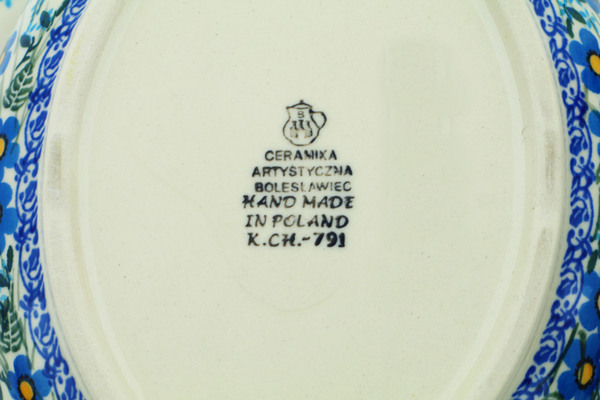 B
CERAMIKA
ARTYSTYCZNA
BOLESŁAWIEC
HAND MADE
IN POLAND
K.CH.-791